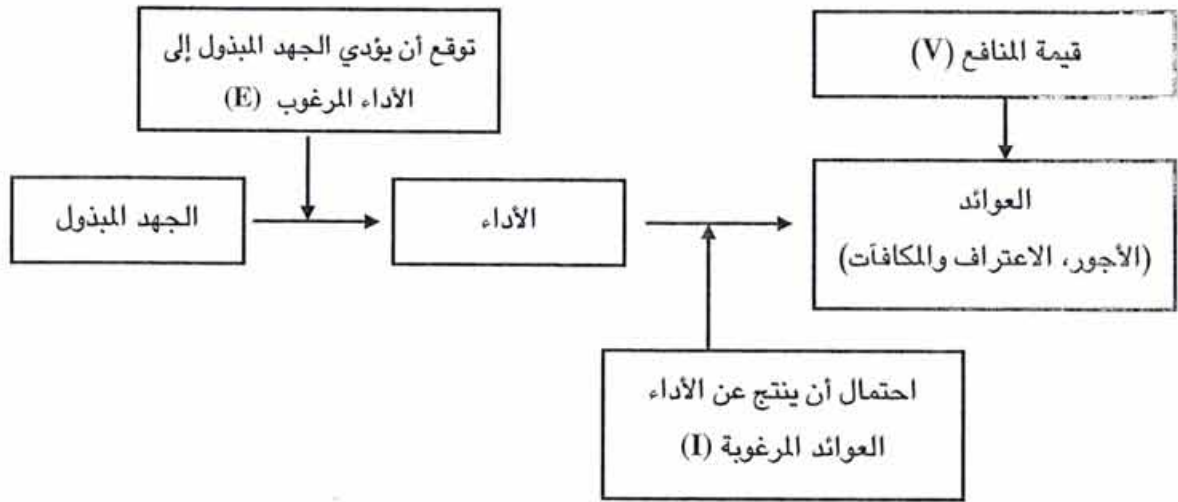 توقع أن يؤدي الجهد المبذول إلى
الأداء المرغوب (E)
قيمة المنافع (V)
الجهد المبذول
الأداء
العوائد
(الأجور، الاعتراف والمكافآت)
احتمال أن ينتج عن الأداء
العوائد المرغوبة (I)